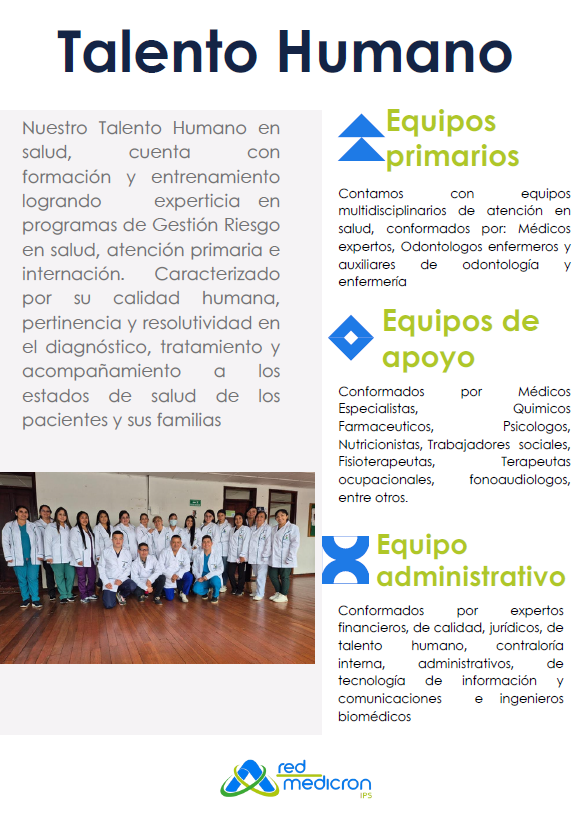 Talento Humano
Nuestro Talento Humano en
salud, cuenta con
formación y entrenamiento
logrando experticia en
programas de Gestión Riesgo
en salud, atención primaria e
internación. Caracterizado
por su calidad humana,
pertinencia y resolutividad en
el diagnóstico, tratamiento y
acompañamiento a los
estados de salud de los
pacientes y sus familias
Equipos
primarios
Contamos con equipos
multidisciplinarios de atención en
salud, conformados por: Médicos
expertos, Odontologos enfermeros y
auxiliares de odontología y
enfermería
Equipos de
apoyo
Conformados por Médicos
Especialistas, Quimicos
Farmaceuticos, Psicologos,
Nutricionistas, Trabajadores sociales,
Fisioterapeutas, Terapeutas
ocupacionales, fonoaudiologos,
entre otros.
Equipo
administrativo
Conformados por expertos
financieros, de calidad, jurídicos, de
talento humano, contraloría
interna, administrativos, de
tecnología de información y
comunicaciones e ingenieros
biomédicos
red
medicron
IPS